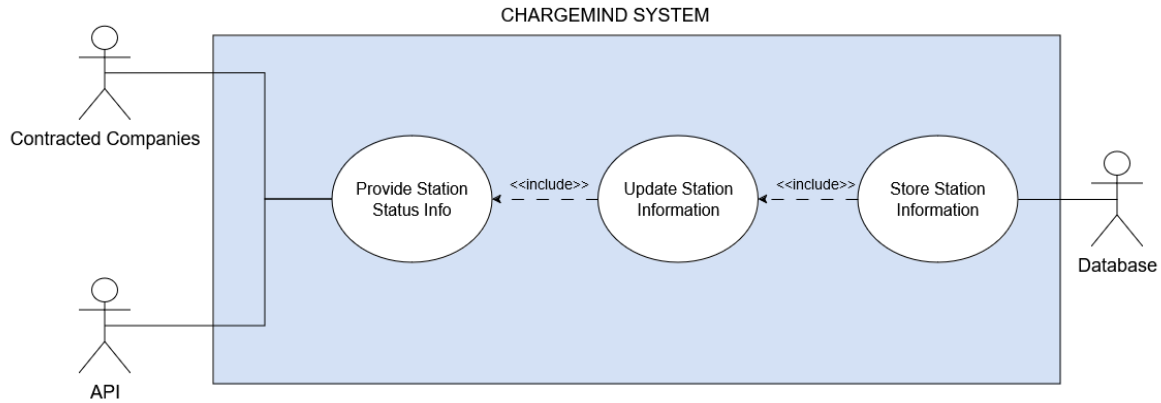 CHARGEMIND SYSTEM
Contracted Companies
Provide Station
Status Info
<<include>>
Update Station
Information
<<include>>
Store Station
Information
Database
API